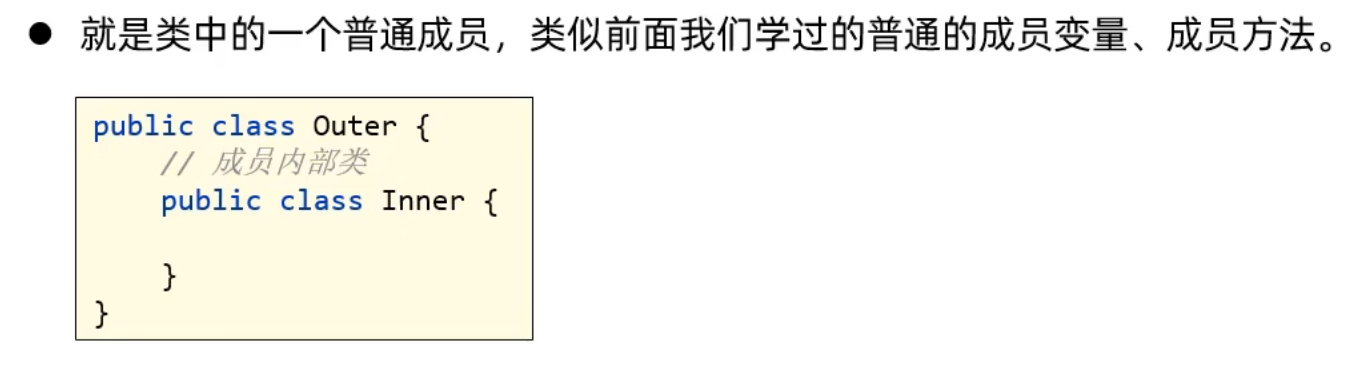 ● 就是类中的一个普通成员，类似前面我们学过的普通的成员变量、成员方法。
public class Outer {
    // 成员内部类
    public class Inner {

    }
}